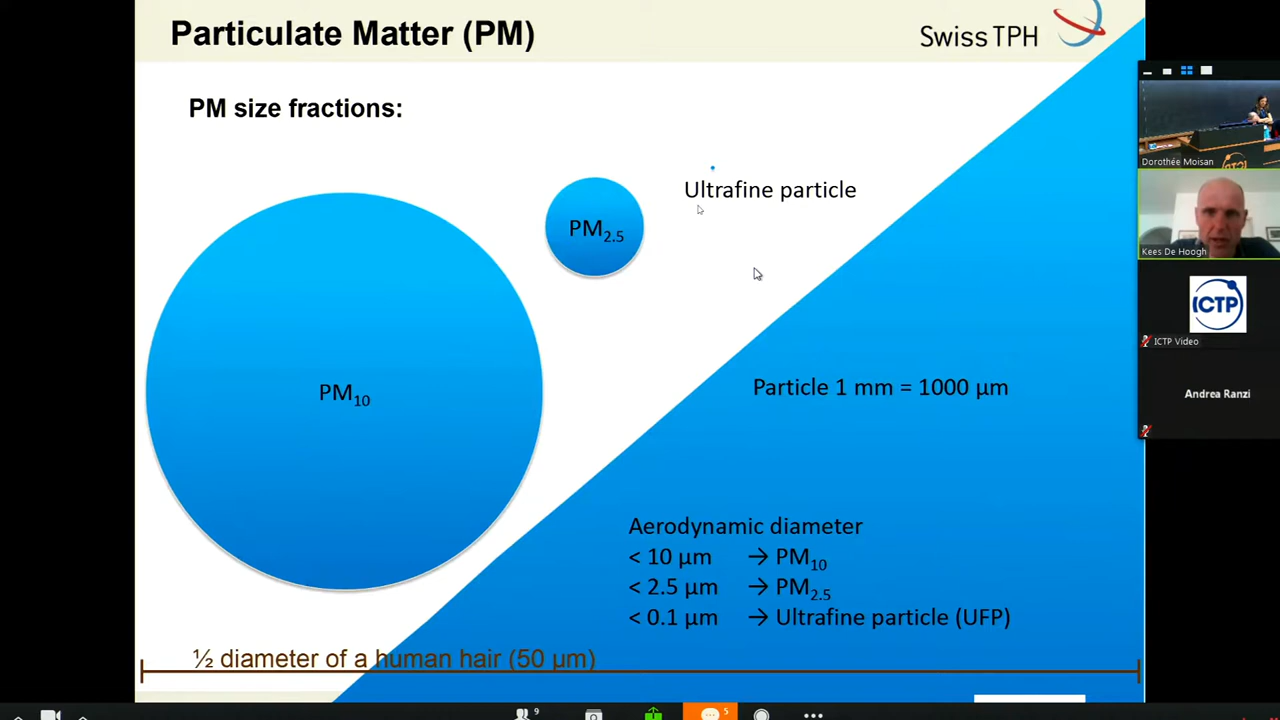 Particulate Matter (PM)
Swiss TPH
PM size fractions:
Ultrafine particle
PM2.5
PM10
Particle 1 mm = 1000 µm
Aerodynamic diameter
< 10 µm → PM10
< 2.5 µm → PM2.5
< 0.1 µm → Ultrafine particle (UFP)
½ diameter of a human hair (50 µm)
Dorothée Moisan
Kees De Hoogh
ICTP
ICTP Video
Andrea Ranzi
9
5